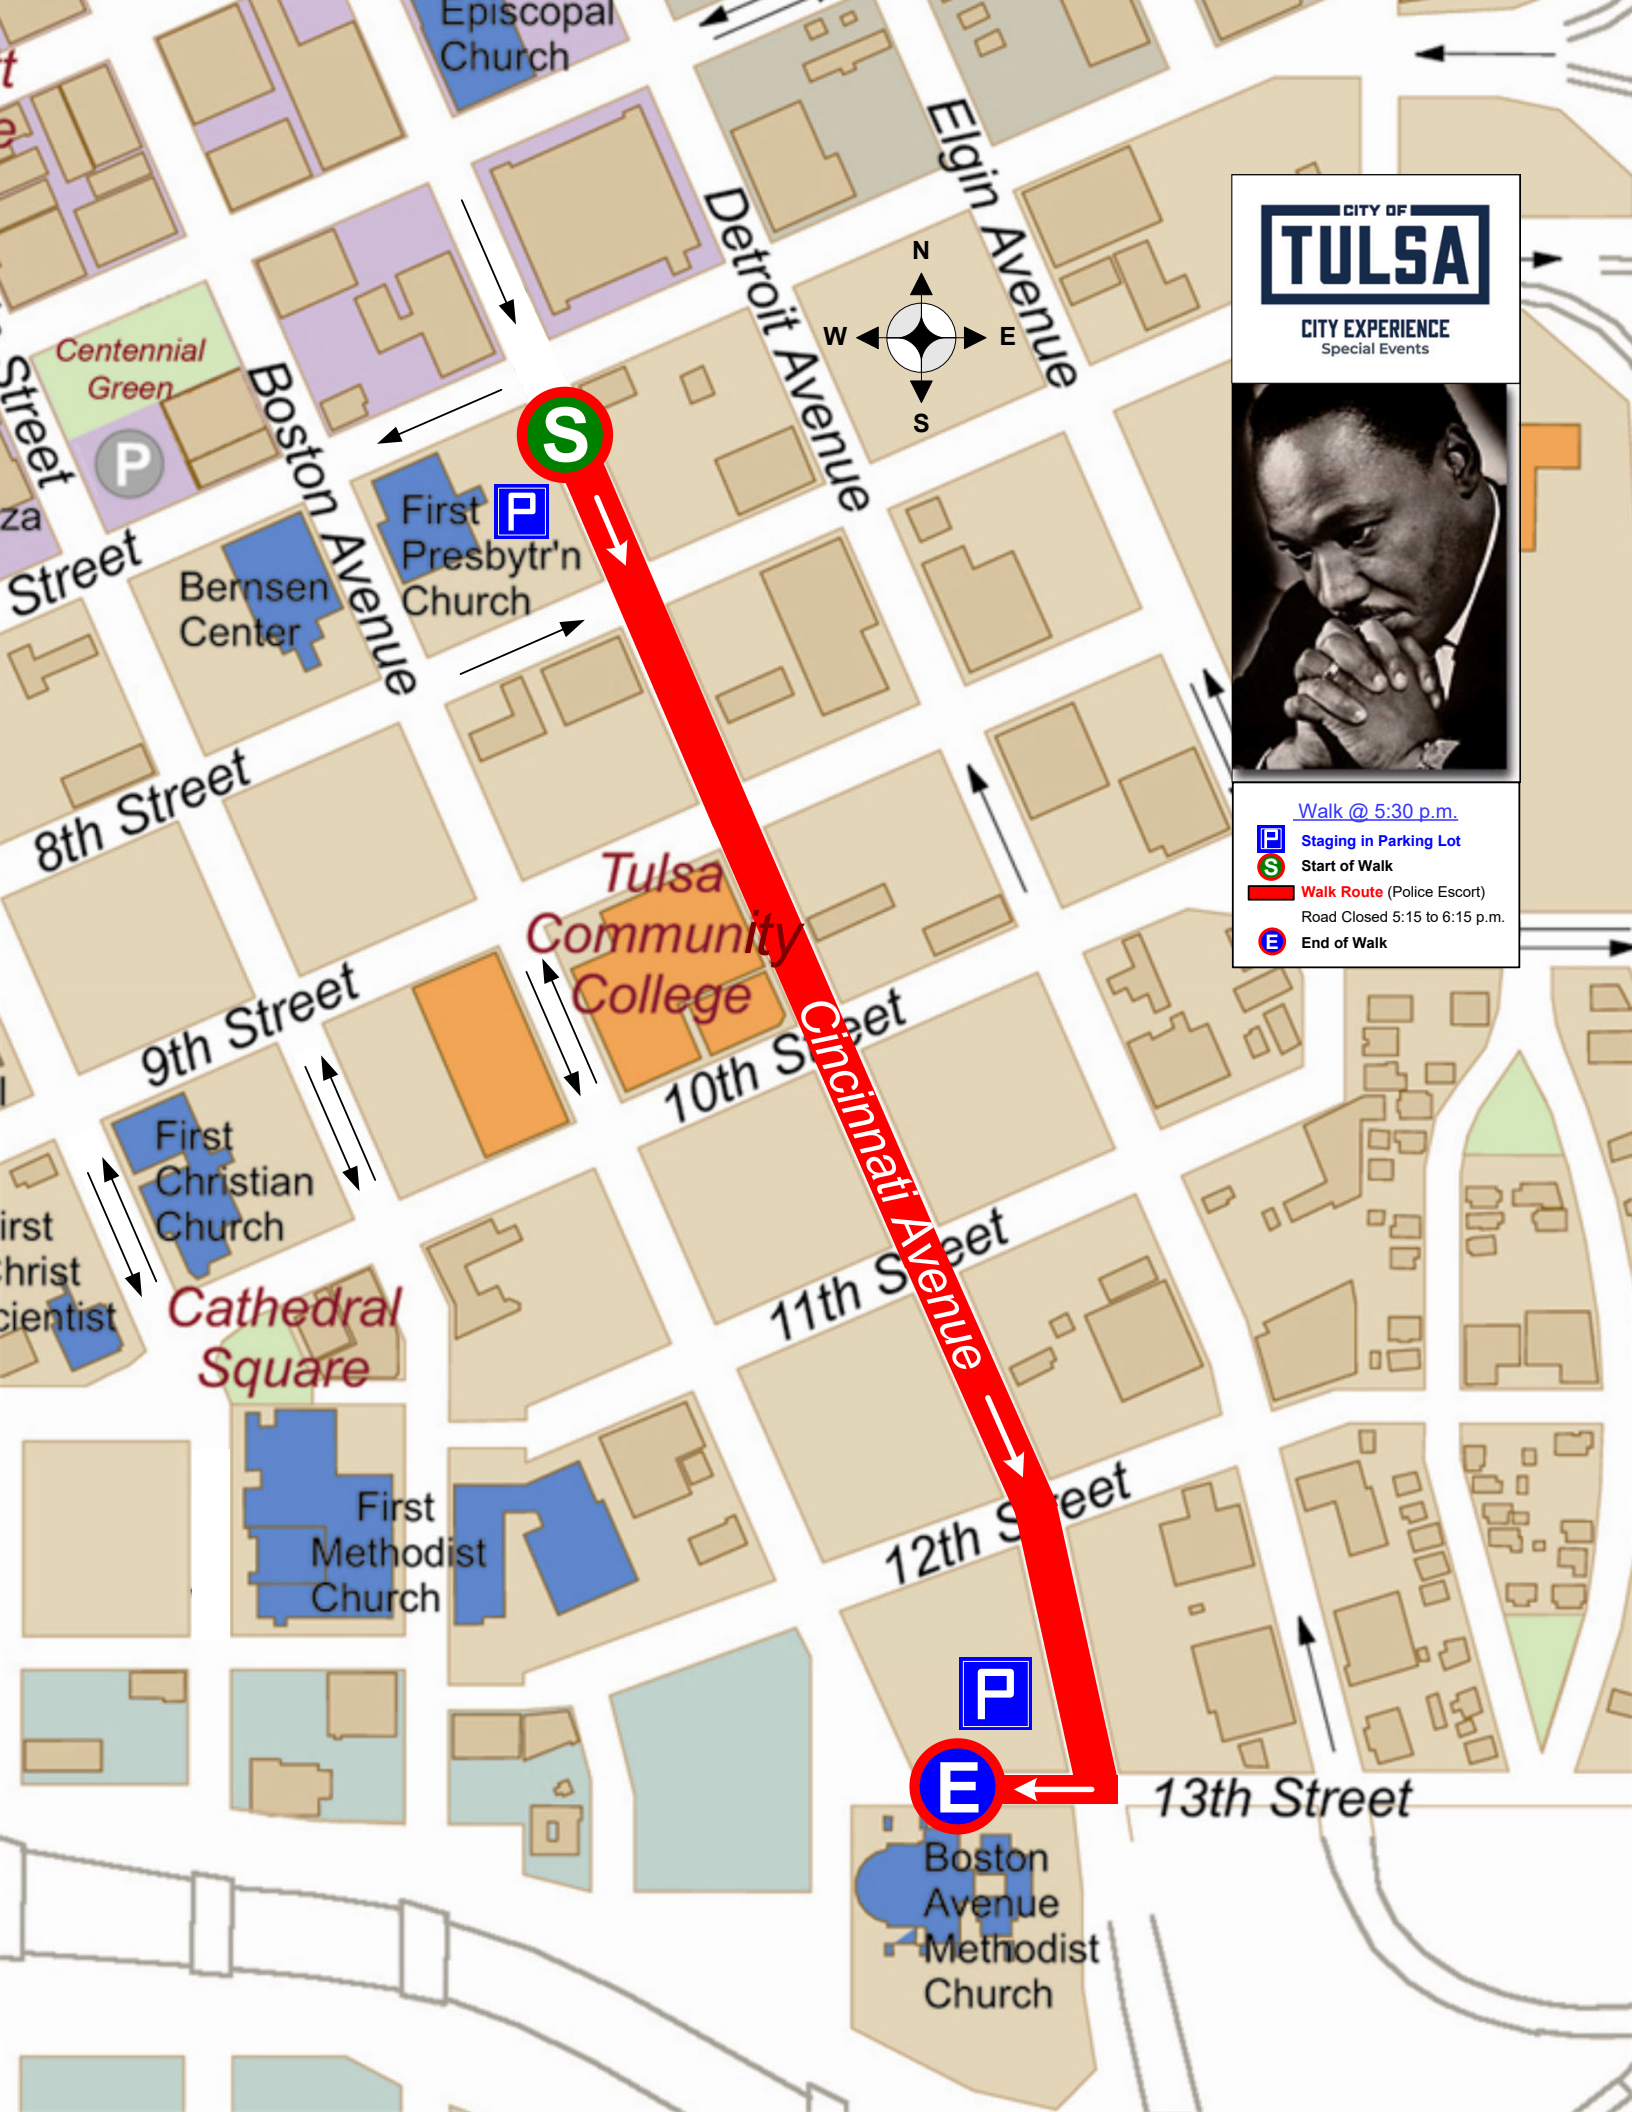 Episcopal
Church
t
e
Elgin Avenue
Detroit Avenue
N
W
E
S
CITY OF
TULSA
CITY EXPERIENCE
Special Events
Centennial
Green
P
Street
Boston Avenue
S
P
First
Presbytr'n
Church
za
Street
Bernsen
Center
8th Street
Walk @ 5:30 p.m.
P Staging in Parking Lot
S Start of Walk
Walk Route (Police Escort)
Road Closed 5:15 to 6:15 p.m.
E End of Walk
Tulsa
Community
College
9th Street
10th Street
Cincinnati Avenue
First
Christian
Church
irst
hrist
cientist
11th Street
Cathedral
Square
First
Methodist
Church
12th Street
P
E
13th Street
Boston
Avenue
Methodist
Church